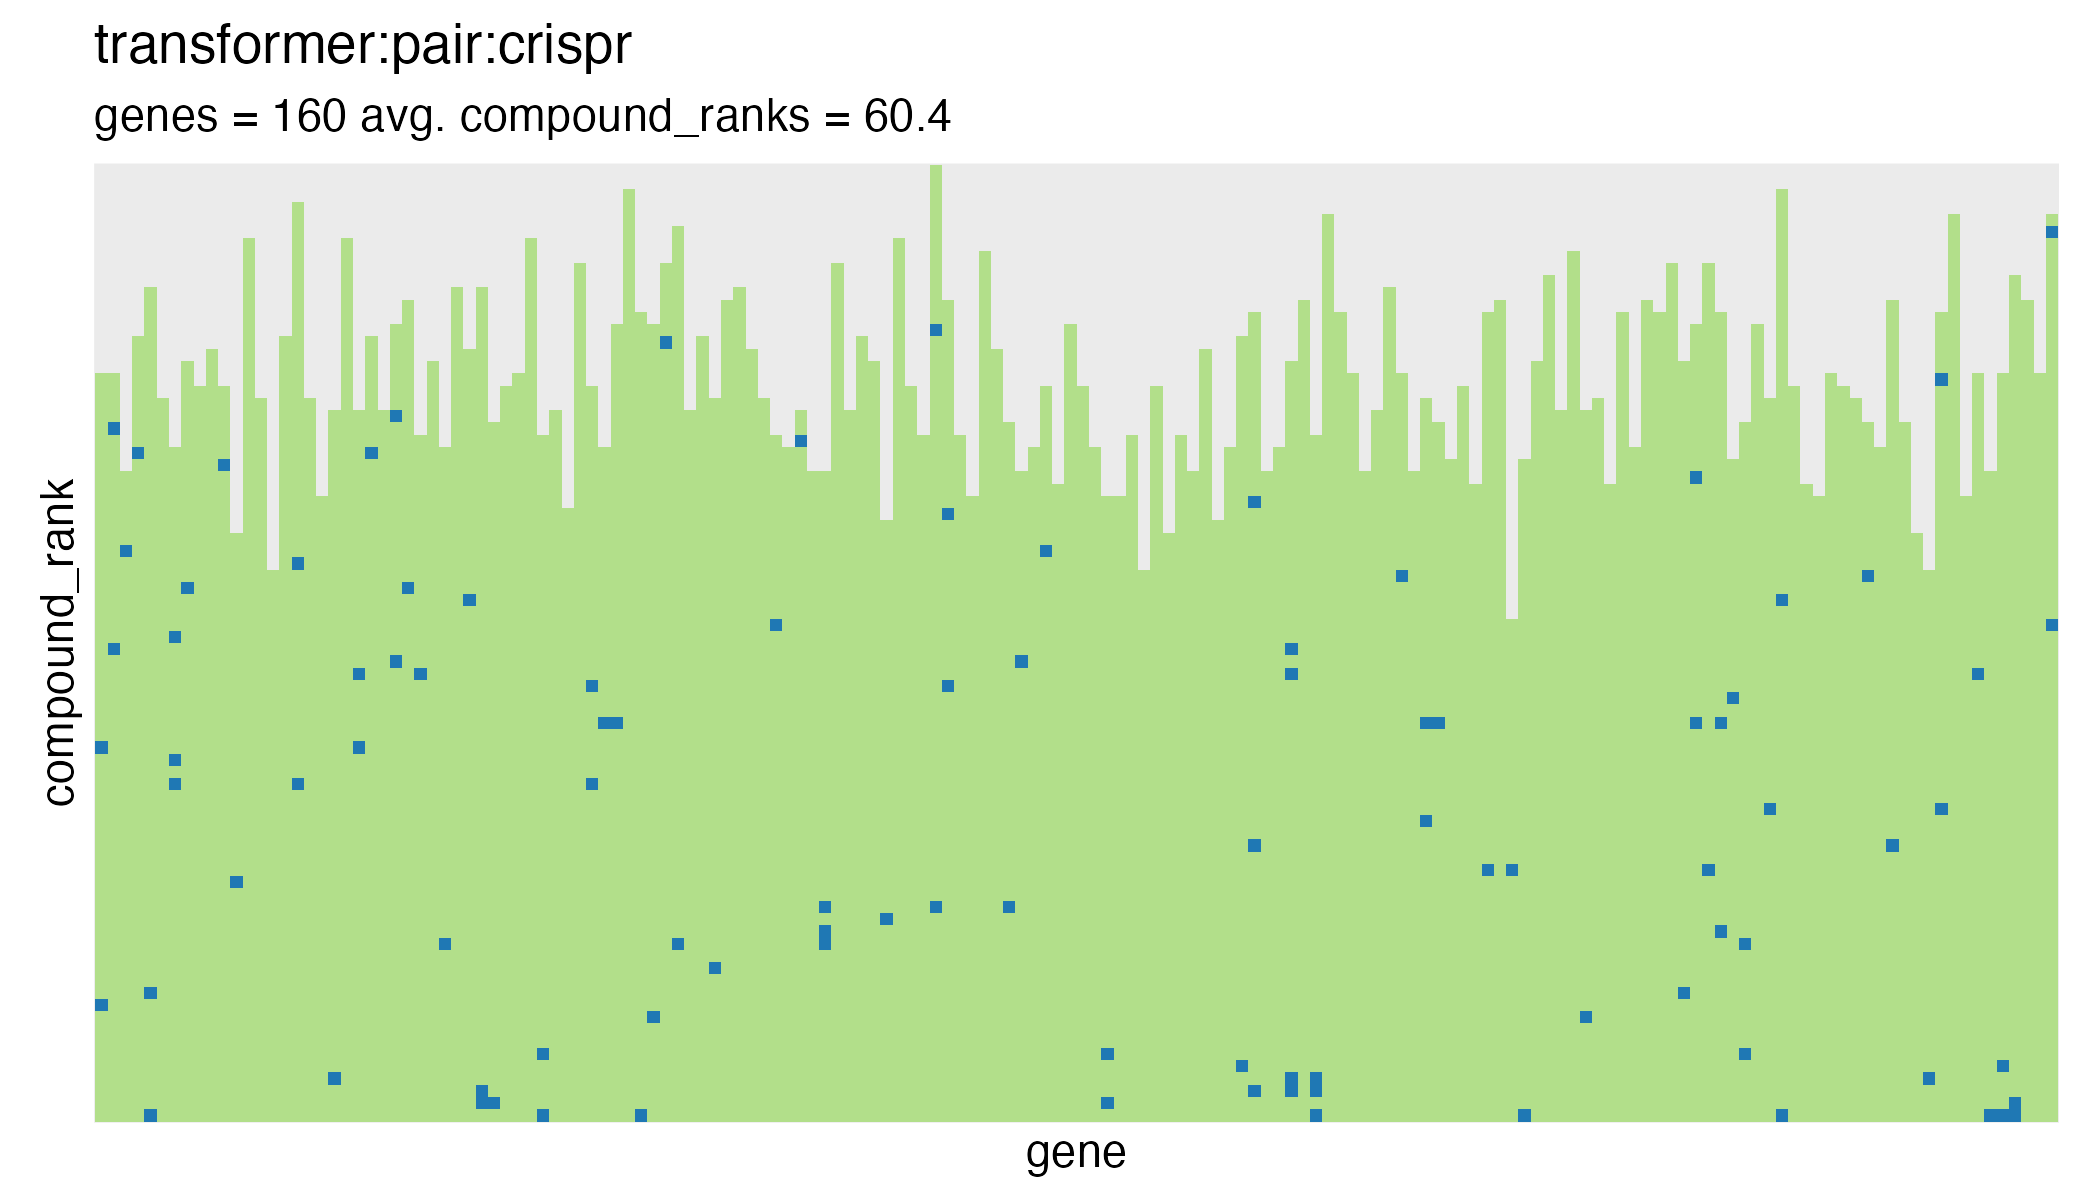 transformer:pair:crispr
genes = 160 avg. compound_ranks = 60.4
compound_rank
gene